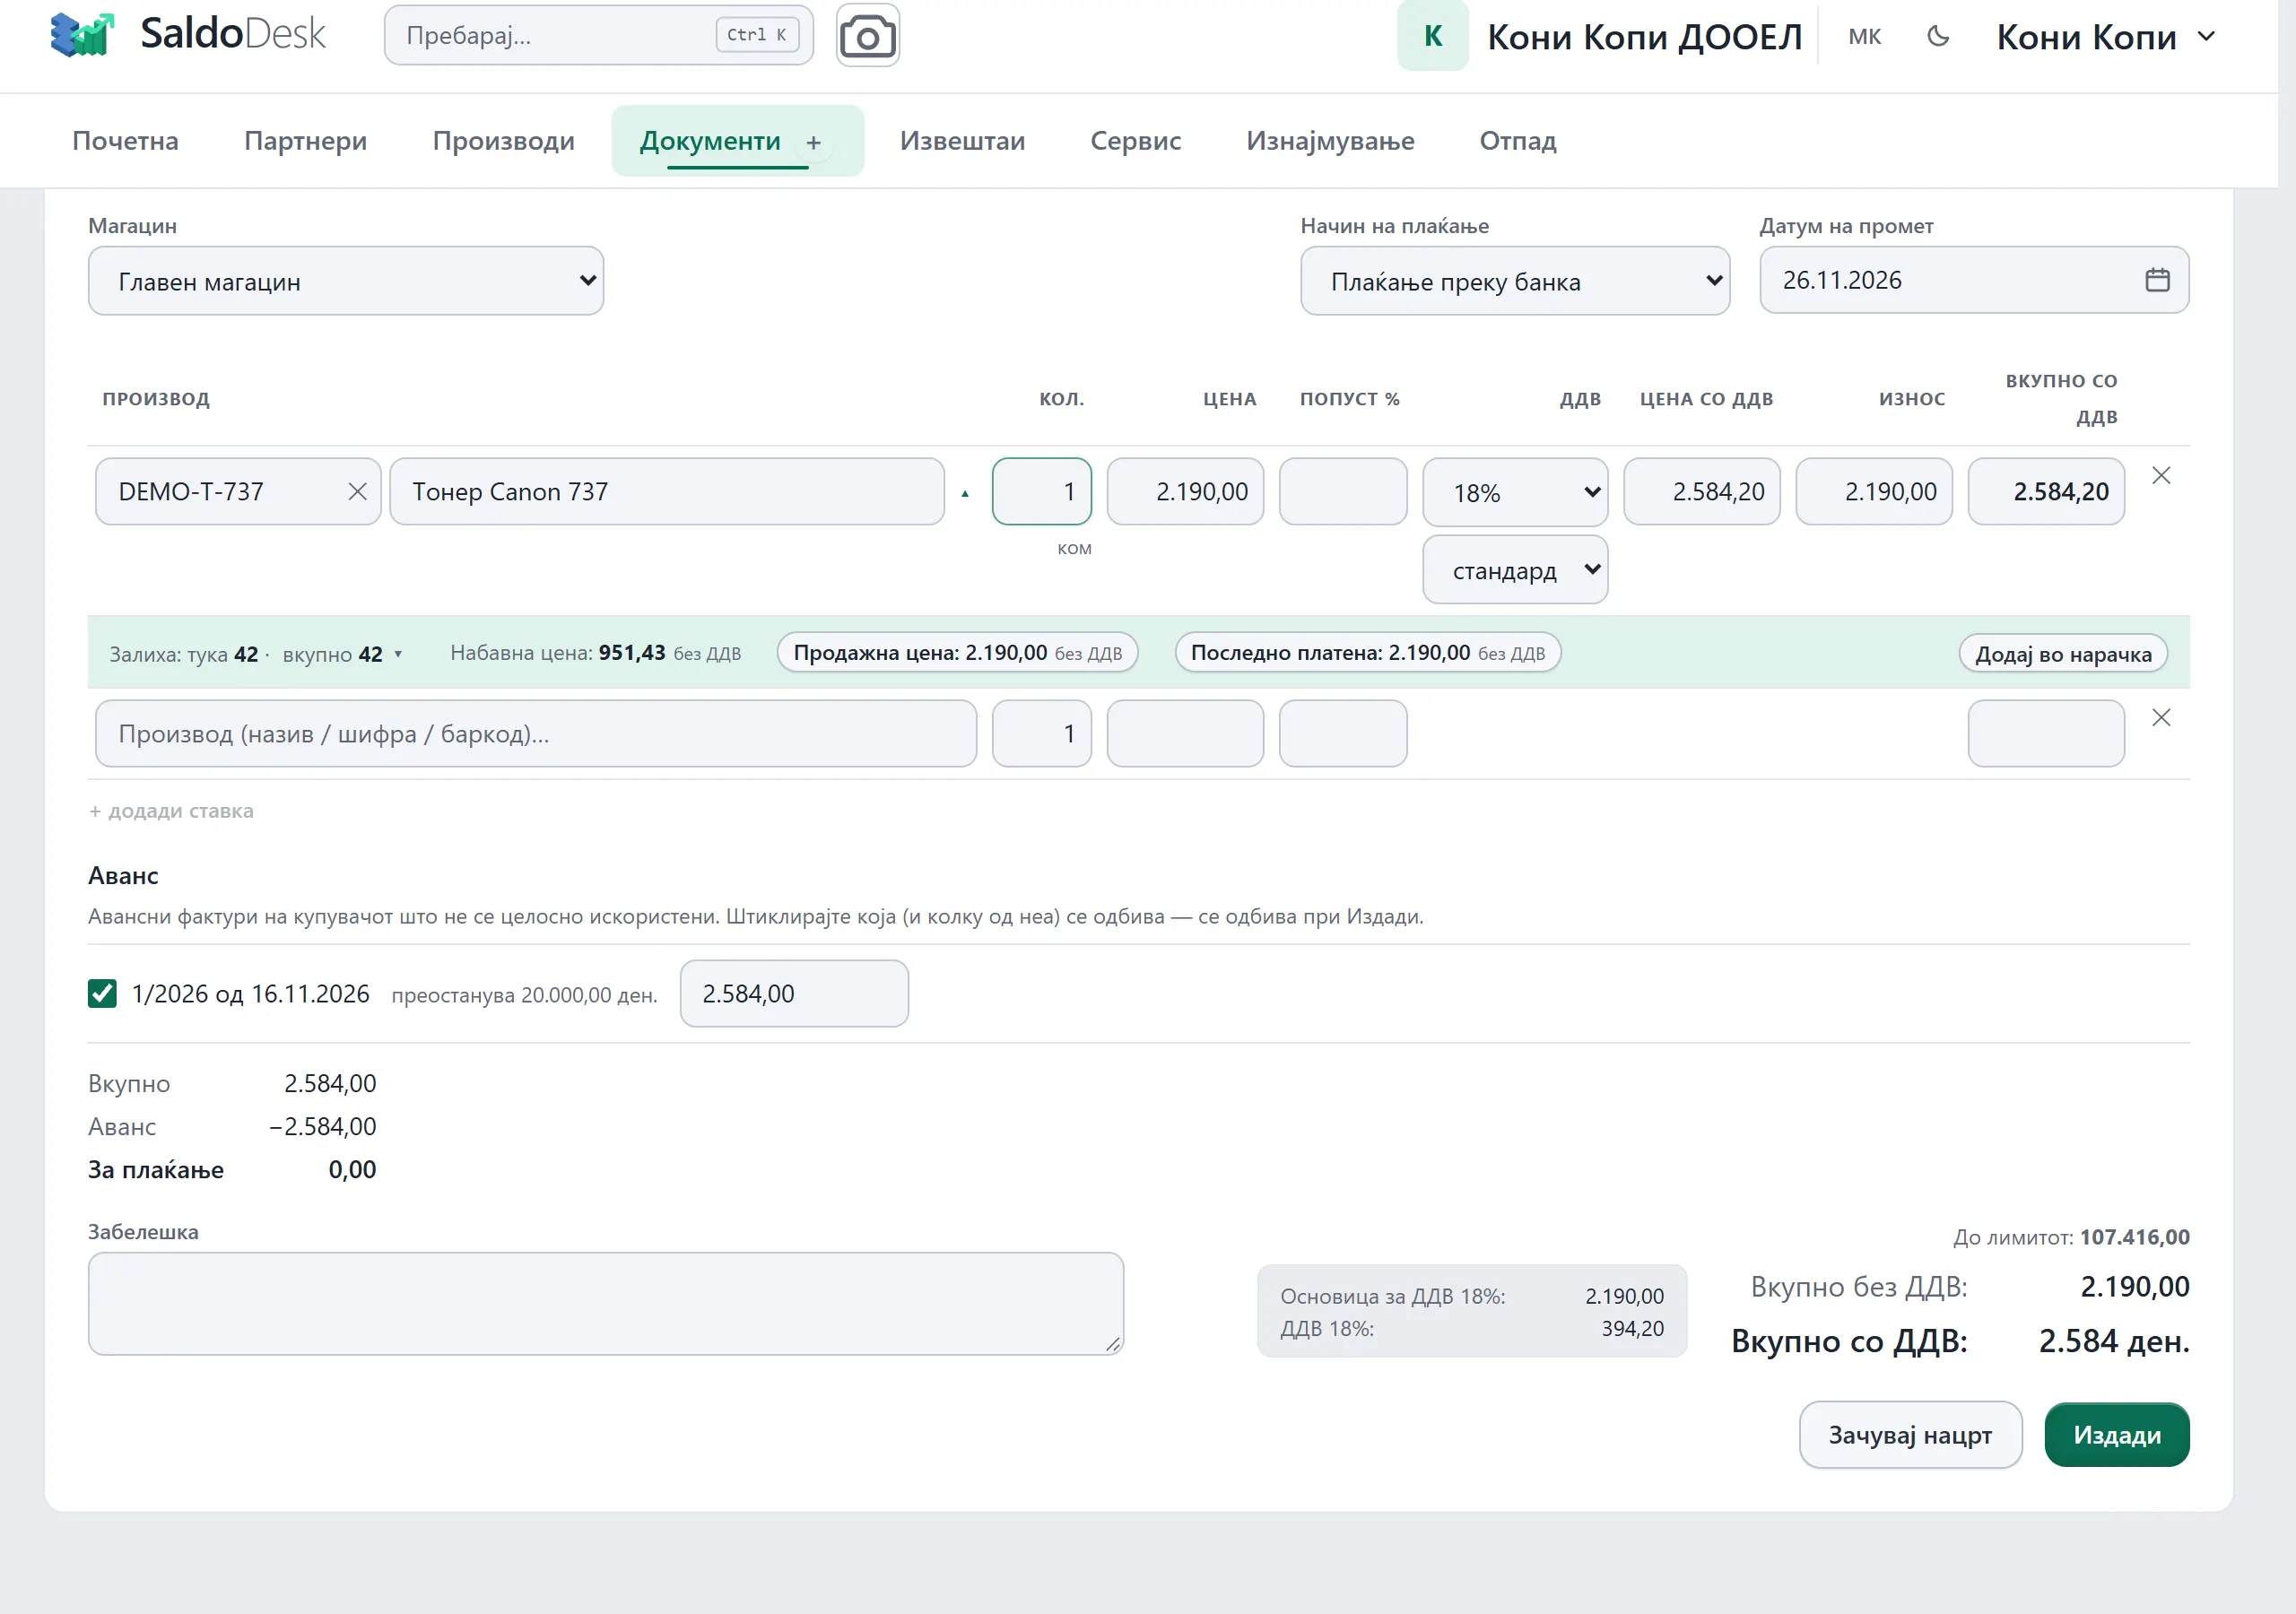 SaldoDesk
Пребарај...
Ctrl K
К
Кони Копи ДООЕЛ
МК
Кони Копи
Почетна
Партнери
Производи
Документи +
Извештаи
Сервис
Изнајмување
Отпад
Магацин
Начин на плаќање
Датум на промет
Главен магацин
Плаќање преку банка
26.11.2026
ПРОИЗВОД
КОЛ.
ЦЕНА
ПОПУСТ %
ДДВ
ЦЕНА СО ДДВ
ИЗНОС
ВКУПНО СО
ДДВ
DEMO-T-737
Тонер Canon 737
1
2.190,00
18%
2.584,20
2.190,00
2.584,20
ком
стандард
Залиха: тука 42 · вкупно 42
Набавна цена: 951,43 без ДДВ
Продажна цена: 2.190,00 без ДДВ
Последно платена: 2.190,00 без ДДВ
Додај во нарачка
Производ (назив / шифра / баркод)...
1
+ додади ставка
Аванс
Авансни фактури на купувачот што не се целосно искористени. Штиклирајте која (и колку од неа) се одбива — се одбива при Издади.
1/2026 од 16.11.2026
преостанува 20.000,00 ден.
2.584,00
Вкупно 2.584,00
Аванс −2.584,00
За плаќање 0,00
Забелешка
До лимитот: 107.416,00
Основица за ДДВ 18%: 2.190,00
ДДВ 18%: 394,20
Вкупно без ДДВ: 2.190,00
Вкупно со ДДВ: 2.584 ден.
Зачувај нацрт
Издади